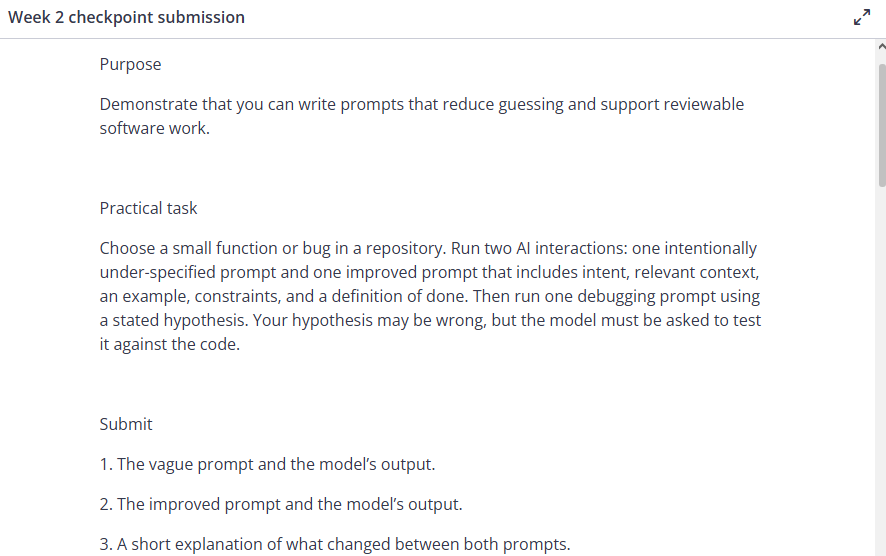 Week 2 checkpoint submission
Purpose
Demonstrate that you can write prompts that reduce guessing and support reviewable
software work.
Practical task
Choose a small function or bug in a repository. Run two AI interactions: one intentionally
under-specified prompt and one improved prompt that includes intent, relevant context,
an example, constraints, and a definition of done. Then run one debugging prompt using
a stated hypothesis. Your hypothesis may be wrong, but the model must be asked to test
it against the code.
Submit
1. The vague prompt and the model’s output.
2. The improved prompt and the model’s output.
3. A short explanation of what changed between both prompts.